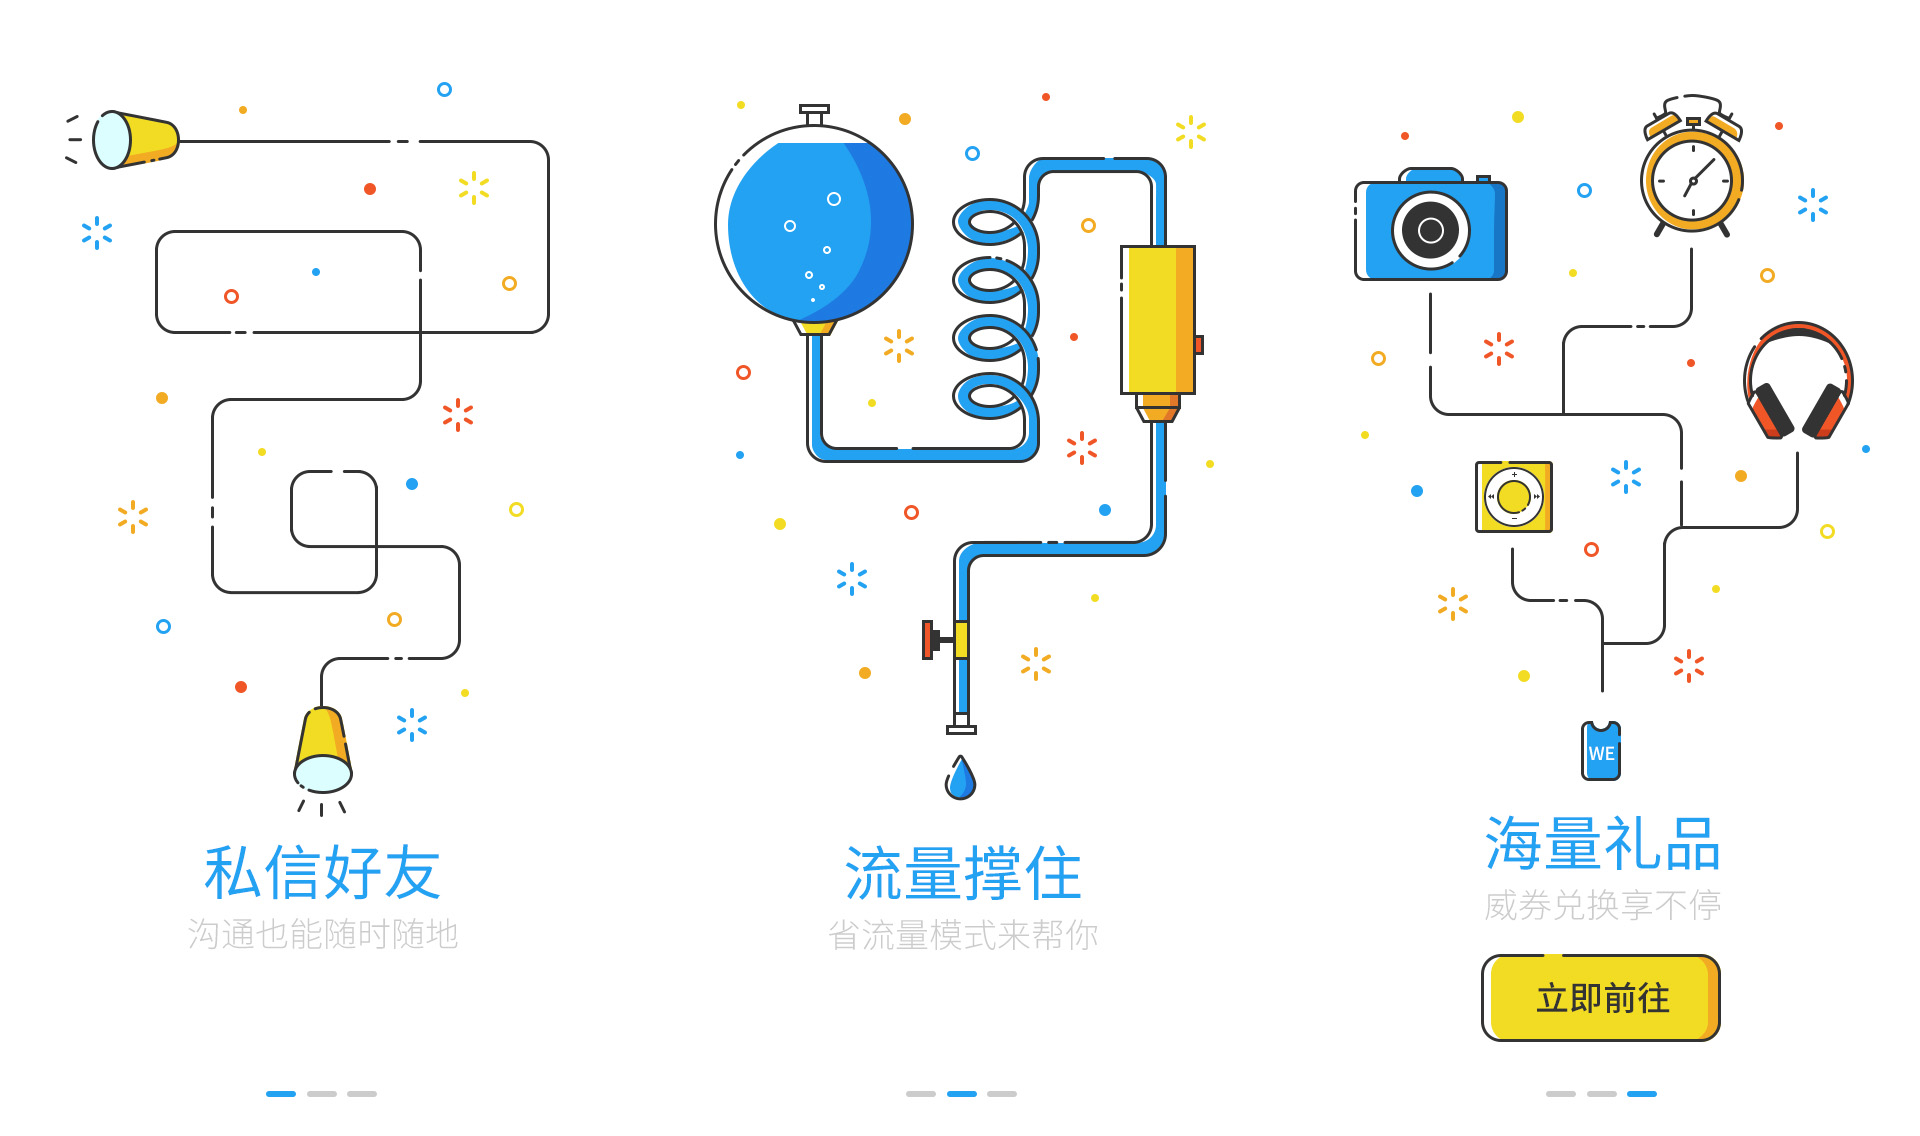 私信好友
沟通也能随时随地
流量撑住
省流量模式来帮你
WE
海量礼品
威券兑换享不停
立即前往